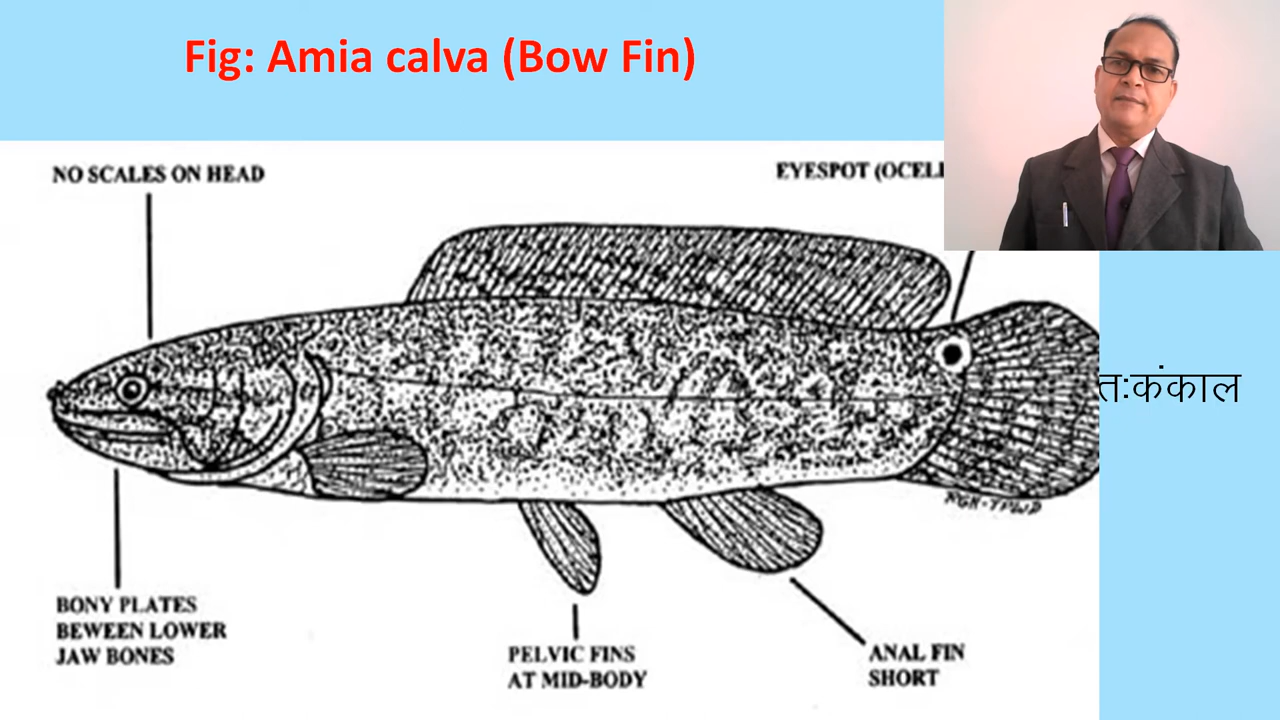 Fig: Amia calva (Bow Fin)
NO SCALES ON HEAD
EYESPOT (OCELL
त:कंकाल
BONY PLATES
BEWEEN LOWER
JAW BONES
PELVIC FINS
AT MID-BODY
ANAL FIN
SHORT